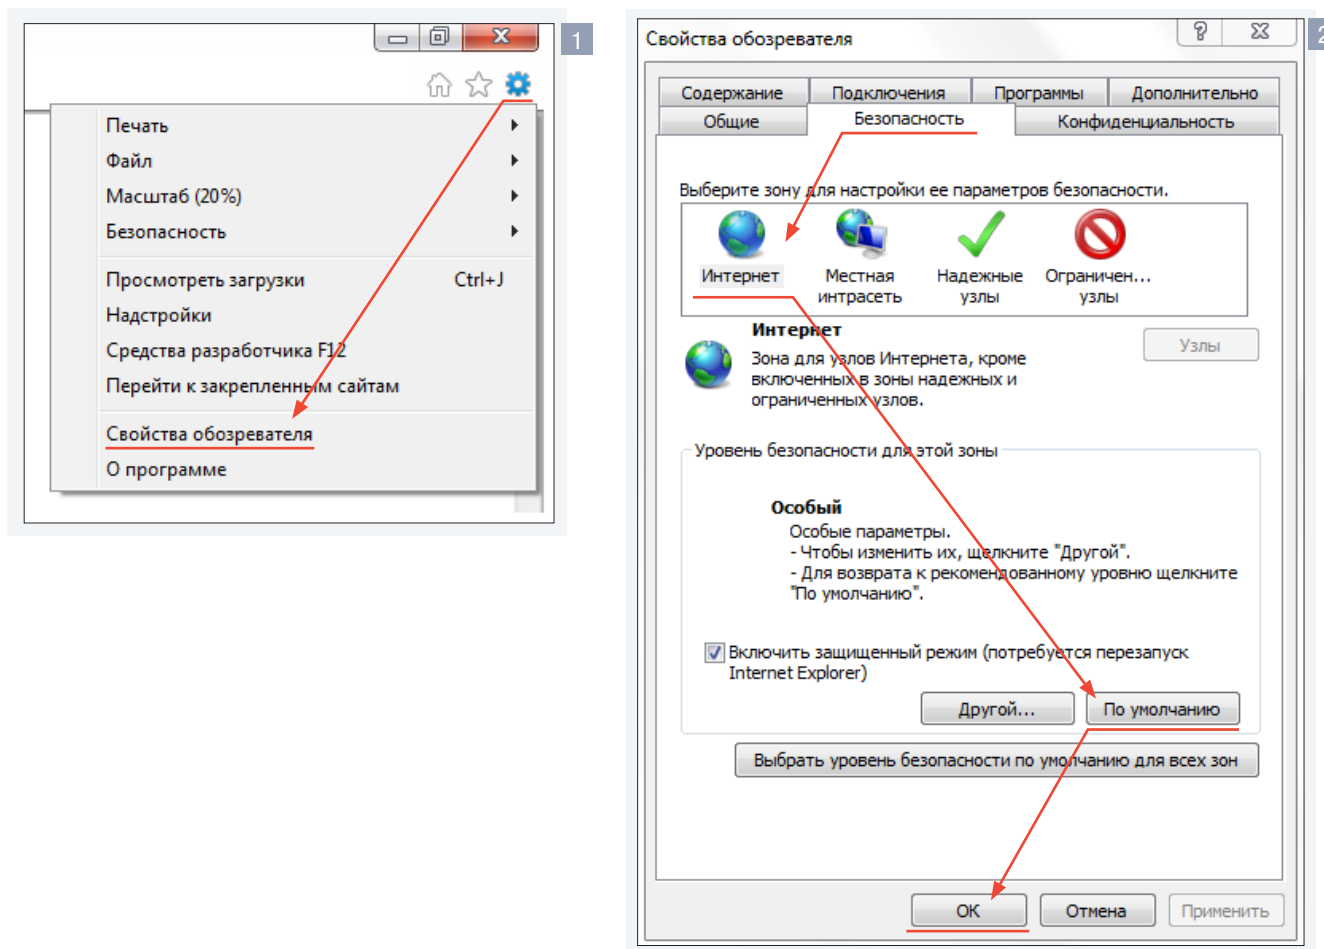 1
Печать
Файл
Масштаб (20%)
Безопасность
Просмотреть загрузки Ctrl+J
Надстройки
Средства разработчика F12
Перейти к закрепленным сайтам
Свойства обозревателя
О программе
2
Свойства обозревателя
Содержание Подключения Программы Дополнительно
Общие Безопасность Конфиденциальность
Выберите зону для настройки ее параметров безопасности.
Интернет
Местная
интрасеть
Надежные
узлы
Ограничен...
узлы
Интернет
Узлы
Зона для узлов Интернета, кроме
включенных в зоны надежных и
ограниченных узлов.
Уровень безопасности для этой зоны
Особый
Особые параметры.
- Чтобы изменить их, щелкните "Другой".
- Для возврата к рекомендованному уровню щелкните
"По умолчанию".
Включить защищенный режим (потребуется перезапуск
Internet Explorer)
Другой... По умолчанию
Выбрать уровень безопасности по умолчанию для всех зон
ОК Отмена Применить